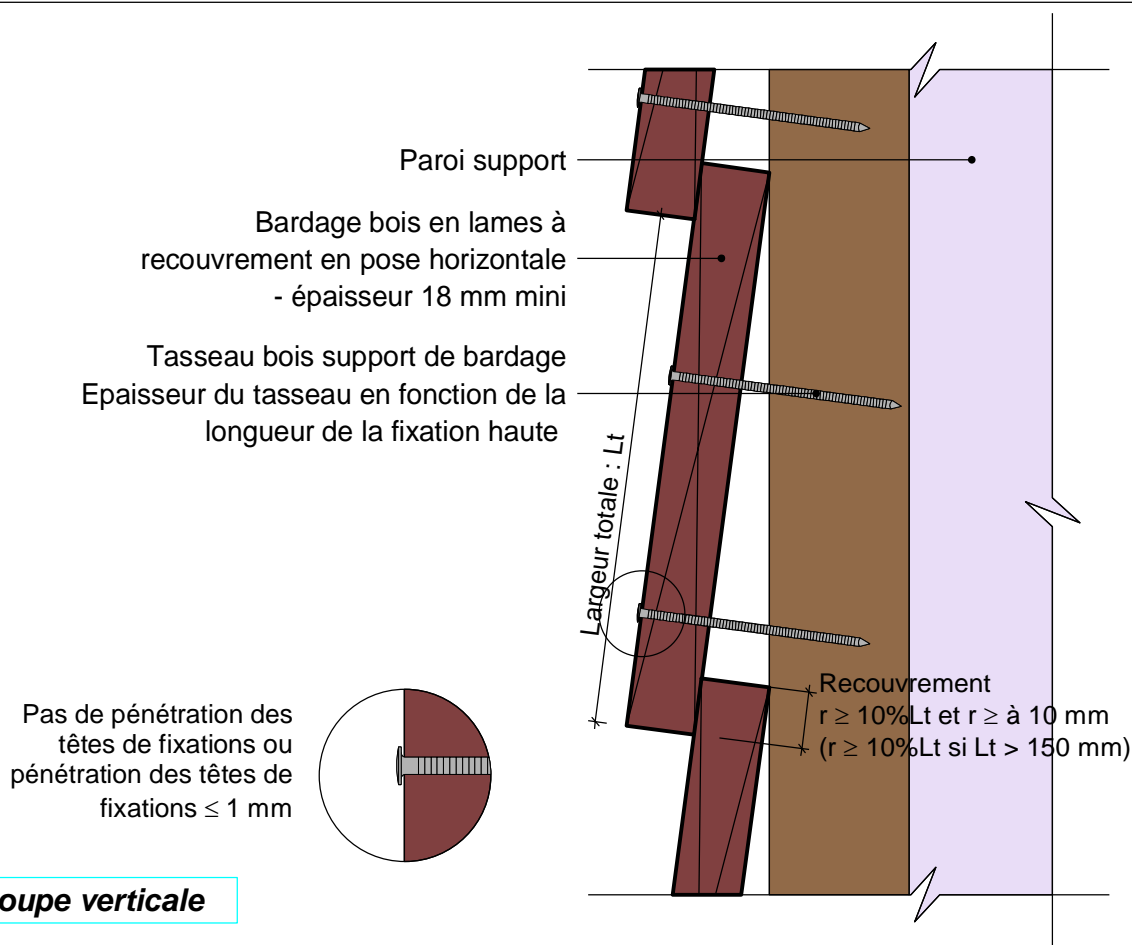 Paroi support
Bardage bois en lames à
recouvrement en pose horizontale
- épaisseur 18 mm mini
Tasseau bois support de bardage
Epaisseur du tasseau en fonction de la
longueur de la fixation haute
Largeur totale : Lt
Recouvrement
r ≥ 10%Lt et r ≥ à 10 mm
(r ≥ 10%Lt si Lt > 150 mm)
Pas de pénétration des
têtes de fixations ou
pénétration des têtes de
fixations ≤ 1 mm
oupe verticale